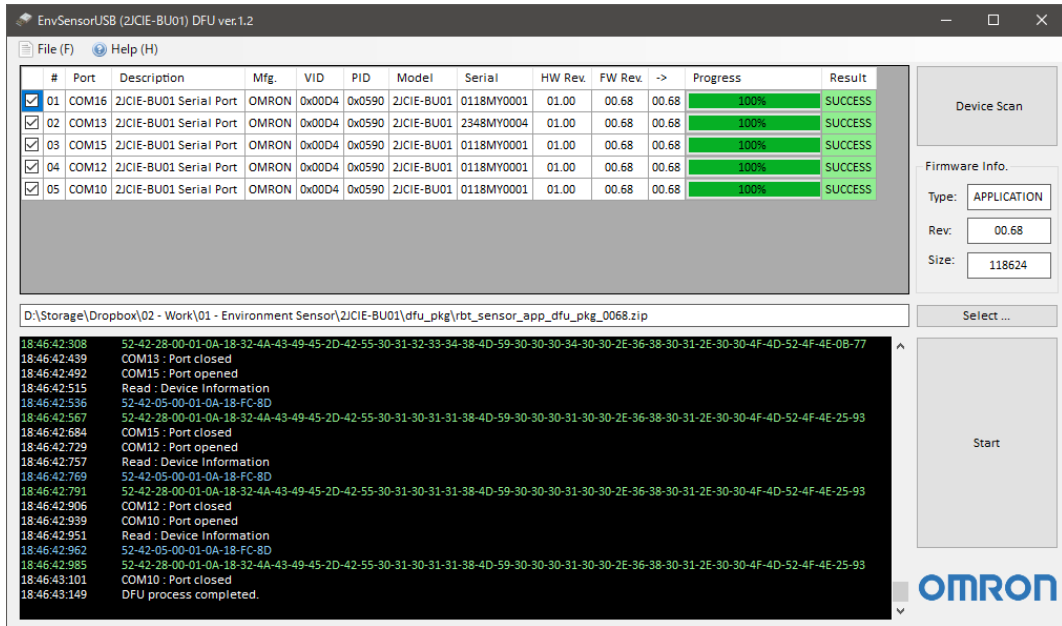 EnvSensorUSB (2JCIE-BU01) DFU ver.1.2
File (F) Help (H)
# Port Description Mfg. VID PID Model Serial HW Rev. FW Rev. -> Progress Result
01 COM16 2JCIE-BU01 Serial Port OMRON 0x00D4 0x0590 2JCIE-BU01 0118MY0001 01.00 00.68 00.68 100% SUCCESS
02 COM13 2JCIE-BU01 Serial Port OMRON 0x00D4 0x0590 2JCIE-BU01 2348MY0004 01.00 00.68 00.68 100% SUCCESS
03 COM15 2JCIE-BU01 Serial Port OMRON 0x00D4 0x0590 2JCIE-BU01 0118MY0001 01.00 00.68 00.68 100% SUCCESS
04 COM12 2JCIE-BU01 Serial Port OMRON 0x00D4 0x0590 2JCIE-BU01 0118MY0001 01.00 00.68 00.68 100% SUCCESS
05 COM10 2JCIE-BU01 Serial Port OMRON 0x00D4 0x0590 2JCIE-BU01 0118MY0001 01.00 00.68 00.68 100% SUCCESS
Device Scan
Firmware Info.
Type: APPLICATION
Rev: 00.68
Size: 118624
D:\Storage\Dropbox\02 - Work\01 - Environment Sensor\2JCIE-BU01\dfu_pkg\rbt_sensor_app_dfu_pkg_0068.zip
Select ...
18:46:42:308 52-42-28-00-01-0A-18-32-4A-43-49-45-2D-42-55-30-31-32-33-34-38-4D-59-30-30-30-34-30-30-2E-36-38-30-31-2E-30-30-4F-4D-52-4F-4E-0B-77
18:46:42:439 COM13 : Port closed
18:46:42:492 COM15 : Port opened
18:46:42:515 Read : Device Information
18:46:42:536 52-42-05-00-01-0A-18-FC-8D
18:46:42:567 52-42-28-00-01-0A-18-32-4A-43-49-45-2D-42-55-30-31-30-31-31-38-4D-59-30-30-30-31-30-30-2E-36-38-30-31-2E-30-30-4F-4D-52-4F-4E-25-93
18:46:42:684 COM15 : Port closed
18:46:42:729 COM12 : Port opened
18:46:42:757 Read : Device Information
18:46:42:769 52-42-05-00-01-0A-18-FC-8D
18:46:42:791 52-42-28-00-01-0A-18-32-4A-43-49-45-2D-42-55-30-31-30-31-31-38-4D-59-30-30-30-31-30-30-2E-36-38-30-31-2E-30-30-4F-4D-52-4F-4E-25-93
18:46:42:906 COM12 : Port closed
18:46:42:939 COM10 : Port opened
18:46:42:951 Read : Device Information
18:46:42:962 52-42-05-00-01-0A-18-FC-8D
18:46:42:985 52-42-28-00-01-0A-18-32-4A-43-49-45-2D-42-55-30-31-30-31-31-38-4D-59-30-30-30-31-30-30-2E-36-38-30-31-2E-30-30-4F-4D-52-4F-4E-25-93
18:46:43:101 COM10 : Port closed
18:46:43:149 DFU process completed.
Start
OMRON